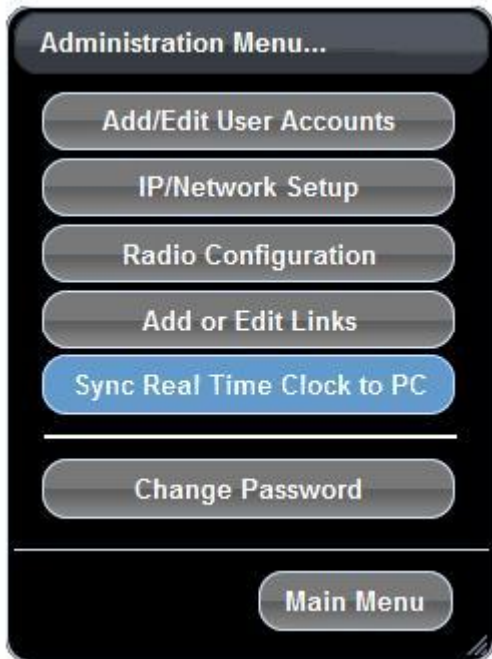 Administration Menu...
Add/Edit User Accounts
IP/Network Setup
Radio Configuration
Add or Edit Links
Sync Real Time Clock to PC
Change Password
Main Menu